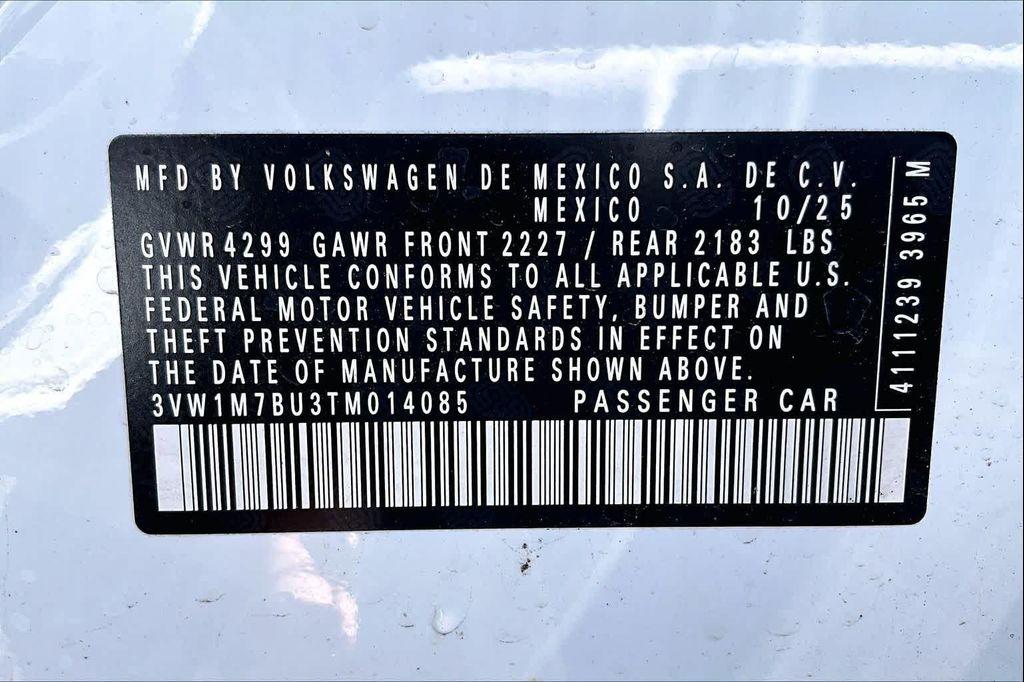 MFD BY VOLKSWAGEN DE MEXICO S.A. DE C.V.
MEXICO 10/25
GVWR 4299 GAWR FRONT 2227 / REAR 2183 LBS
THIS VEHICLE CONFORMS TO ALL APPLICABLE U.S.
FEDERAL MOTOR VEHICLE SAFETY, BUMPER AND
THEFT PREVENTION STANDARDS IN EFFECT ON
THE DATE OF MANUFACTURE SHOWN ABOVE.
3VW1M7BU3TM014085 PASSENGER CAR
4111239 3965 M